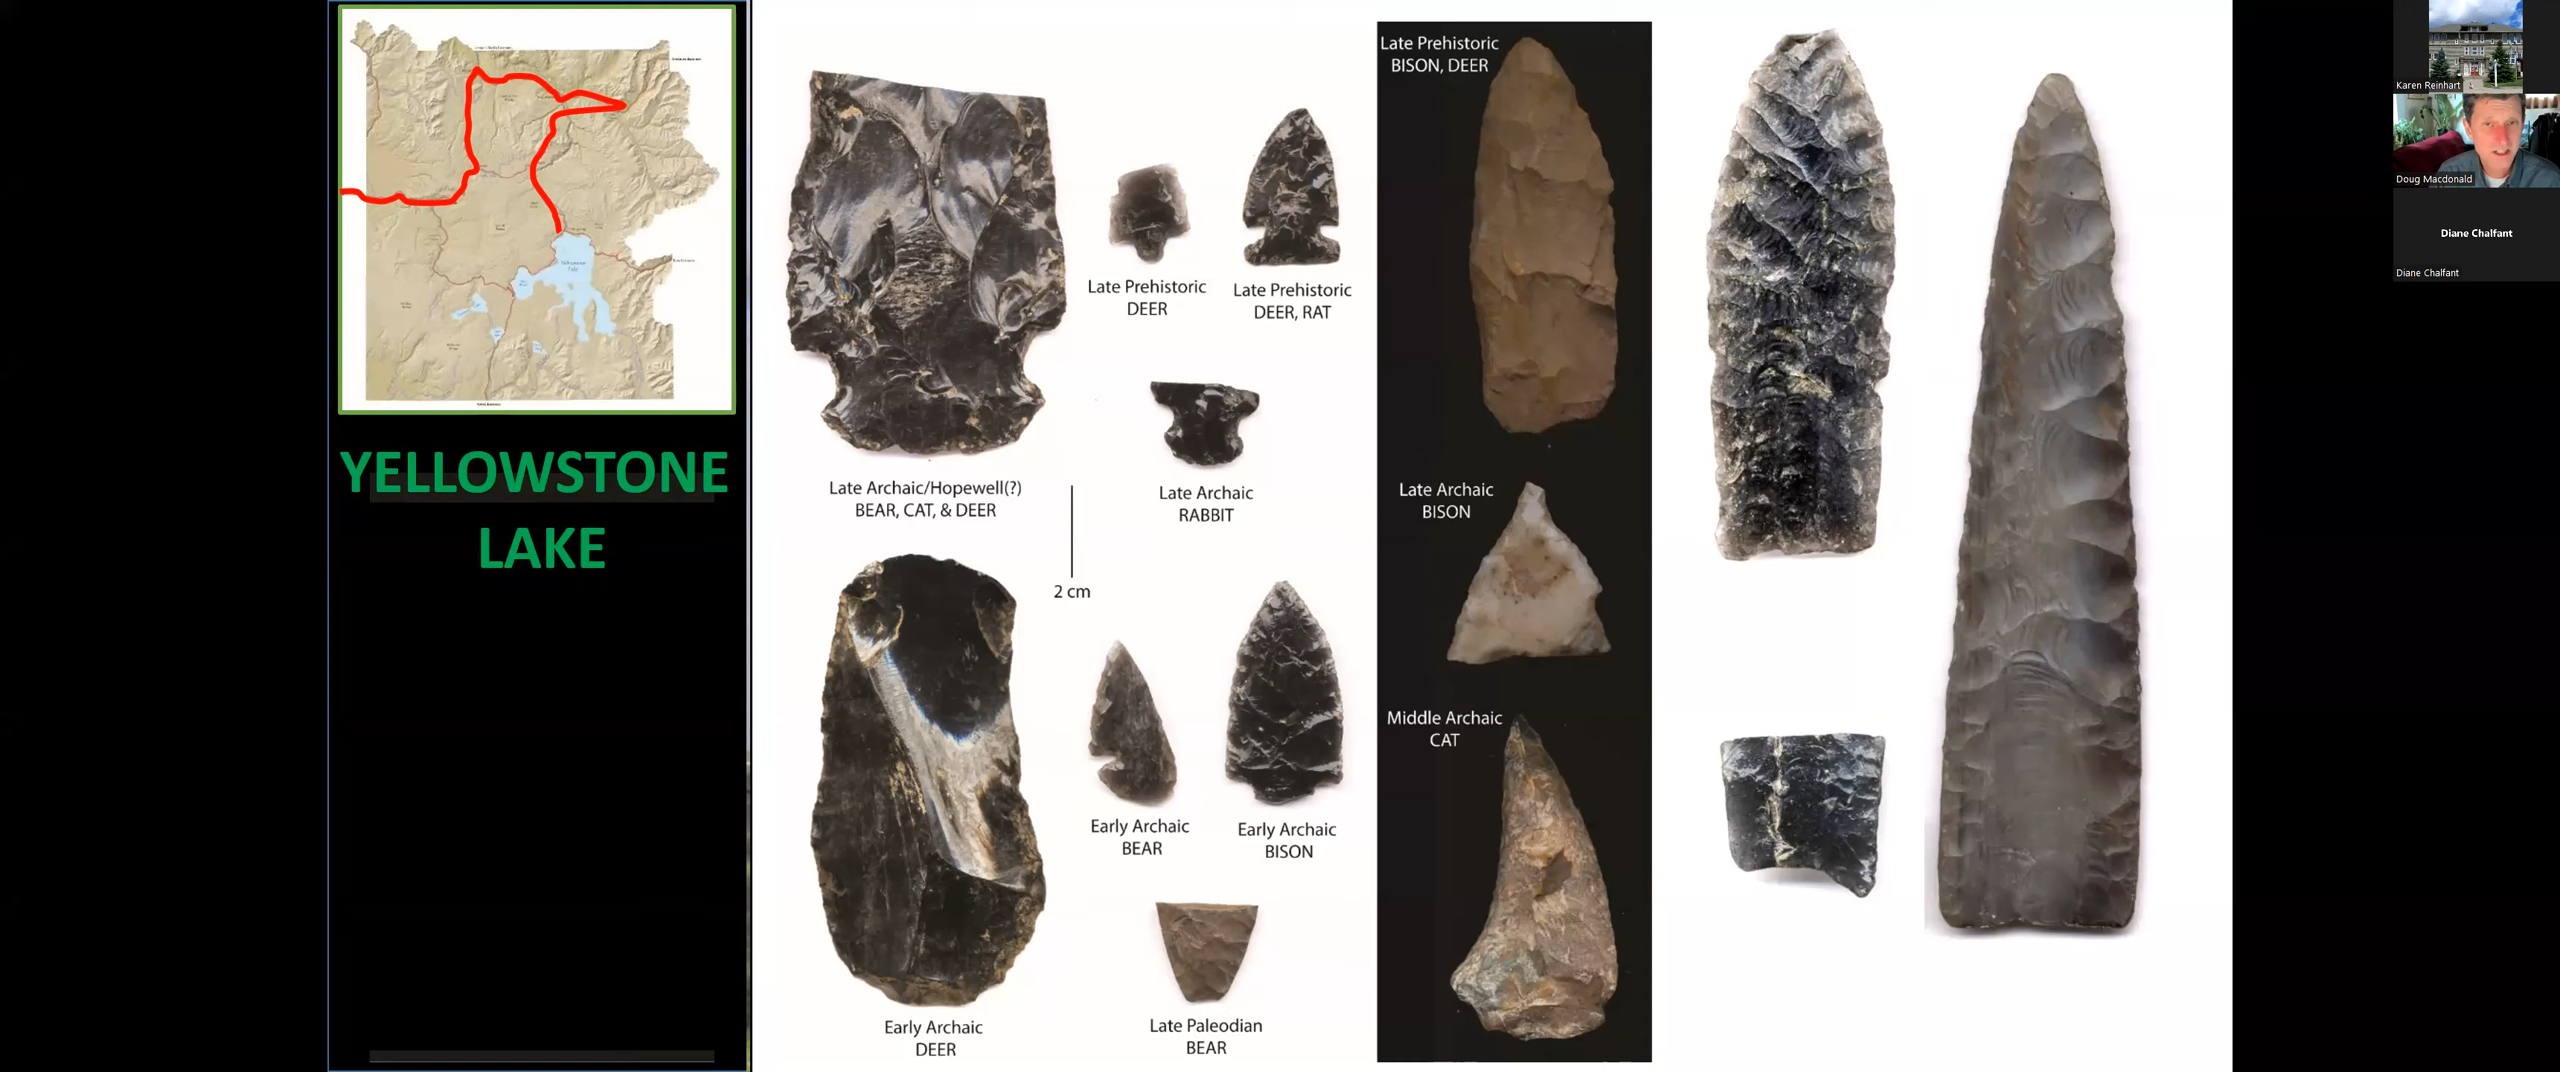 YELLOWSTONE
LAKE
Yellowstone
Lake
Late Archaic/Hopewell(?)
BEAR, CAT, & DEER
Late Prehistoric
DEER
Late Prehistoric
DEER, RAT
Late Archaic
RABBIT
2 cm
Early Archaic
DEER
Early Archaic
BEAR
Early Archaic
BISON
Late Paleodian
BEAR
Late Prehistoric
BISON, DEER
Late Archaic
BISON
Middle Archaic
CAT
Karen Reinhart
Doug Macdonald
Diane Chalfant
Diane Chalfant